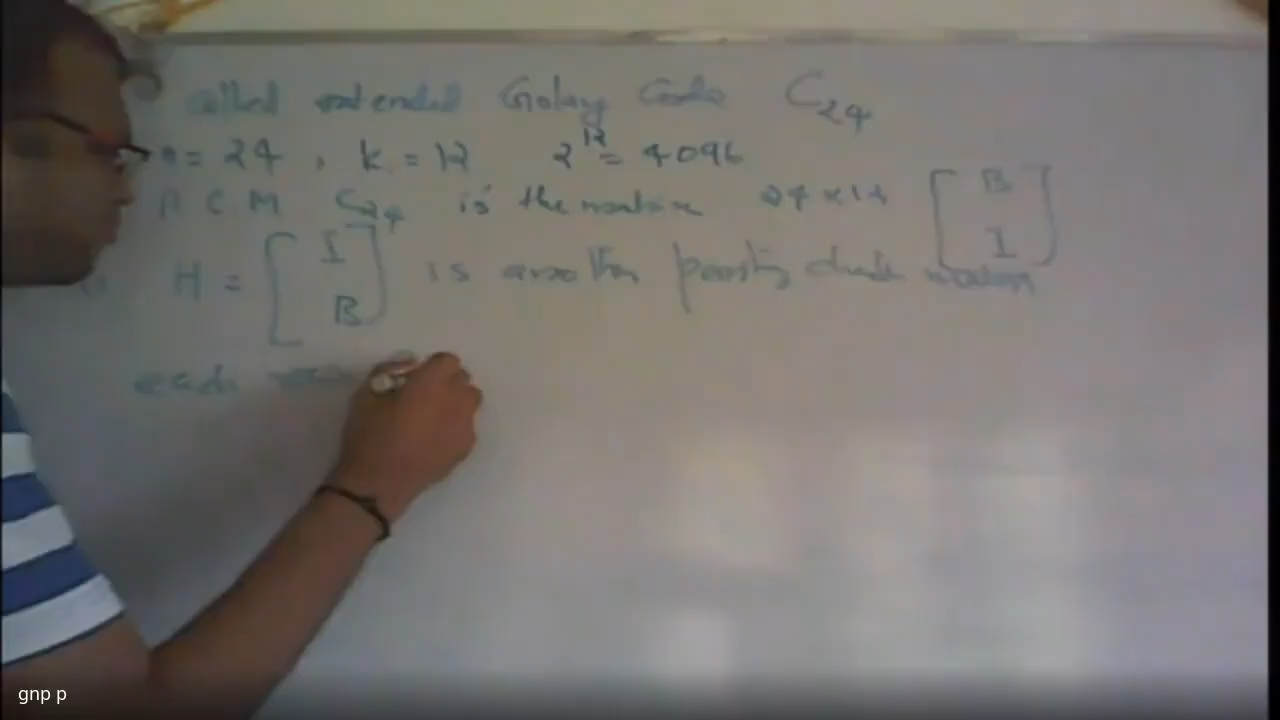 called extended Golay Code C24
n = 24 , k = 12 2^12 = 4096
P C M C24 is the matrix 24 x 12 [ B I ]
H = [ I B ] is another parity check matrix
each
gnp p